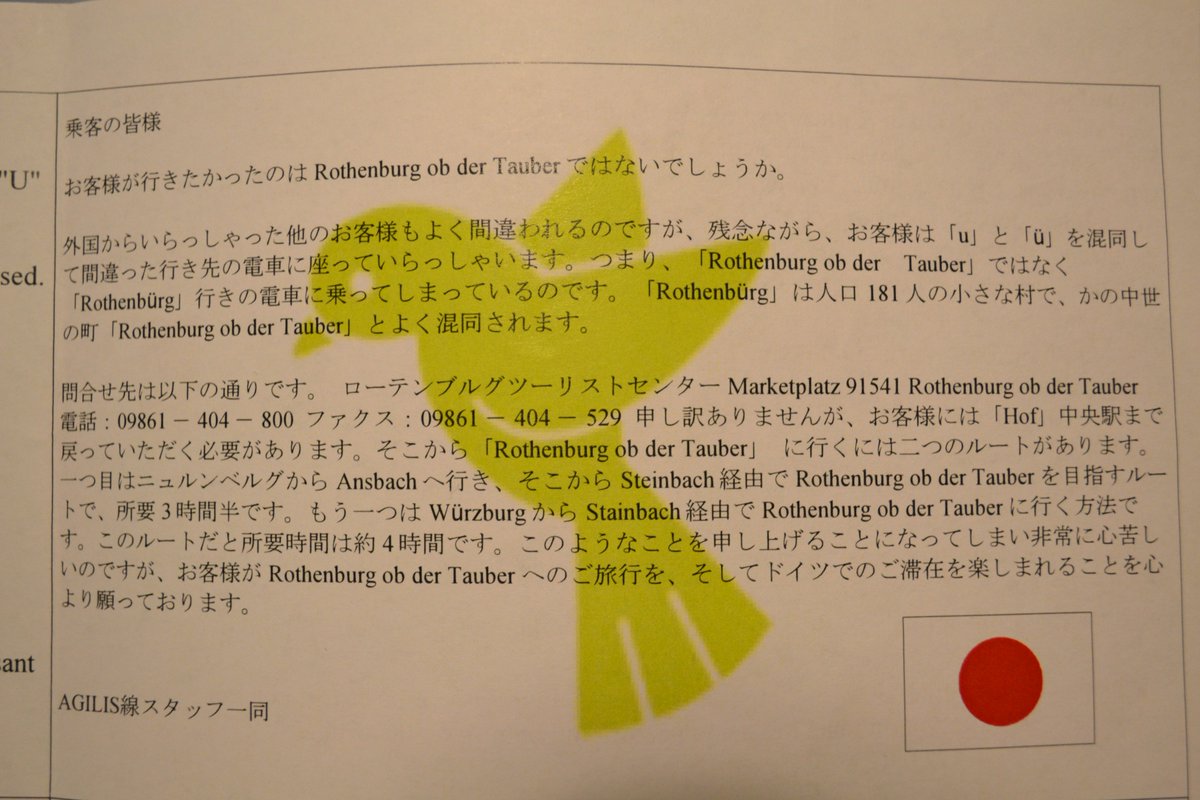 乗客の皆様
"U"
お客様が行きたかったのは Rothenburg ob der Tauber ではないでしょうか。
外国からいらっしゃった他のお客様もよく間違われるのですが、残念ながら、お客様は「u」と「ü」を混同し
て間違った行き先の電車に座っていらっしゃいます。つまり、「Rothenburg ob der　Tauber」ではなく
sed.
「Rothenbürg」行きの電車に乗ってしまっているのです。「Rothenbürg」は人口 181 人の小さな村で、かの中世
の町「Rothenburg ob der Tauber」とよく混同されます。
問合せ先は以下の通りです。　ローテンブルグツーリストセンター Marketplatz 91541 Rothenburg ob der Tauber
電話：09861－404－800 ファクス：09861－404－529 申し訳ありませんが、お客様には「Hof」中央駅まで
戻っていただく必要があります。そこから「Rothenburg ob der Tauber」 に行くには二つのルートがあります。
一つ目はニュルンベルグから Ansbach へ行き、そこから Steinbach 経由で Rothenburg ob der Tauber を目指すルー
トで、所要 3 時間半です。もう一つは Würzburg から Stainbach 経由で Rothenburg ob der Tauber に行く方法で
す。このルートだと所要時間は約 4 時間です。このようなことを申し上げることになってしまい非常に心苦し
いのですが、お客様が Rothenburg ob der Tauber へのご旅行を、そしてドイツでのご滞在を楽しまれることを心
より願っております。
sant
AGILIS線スタッフ一同